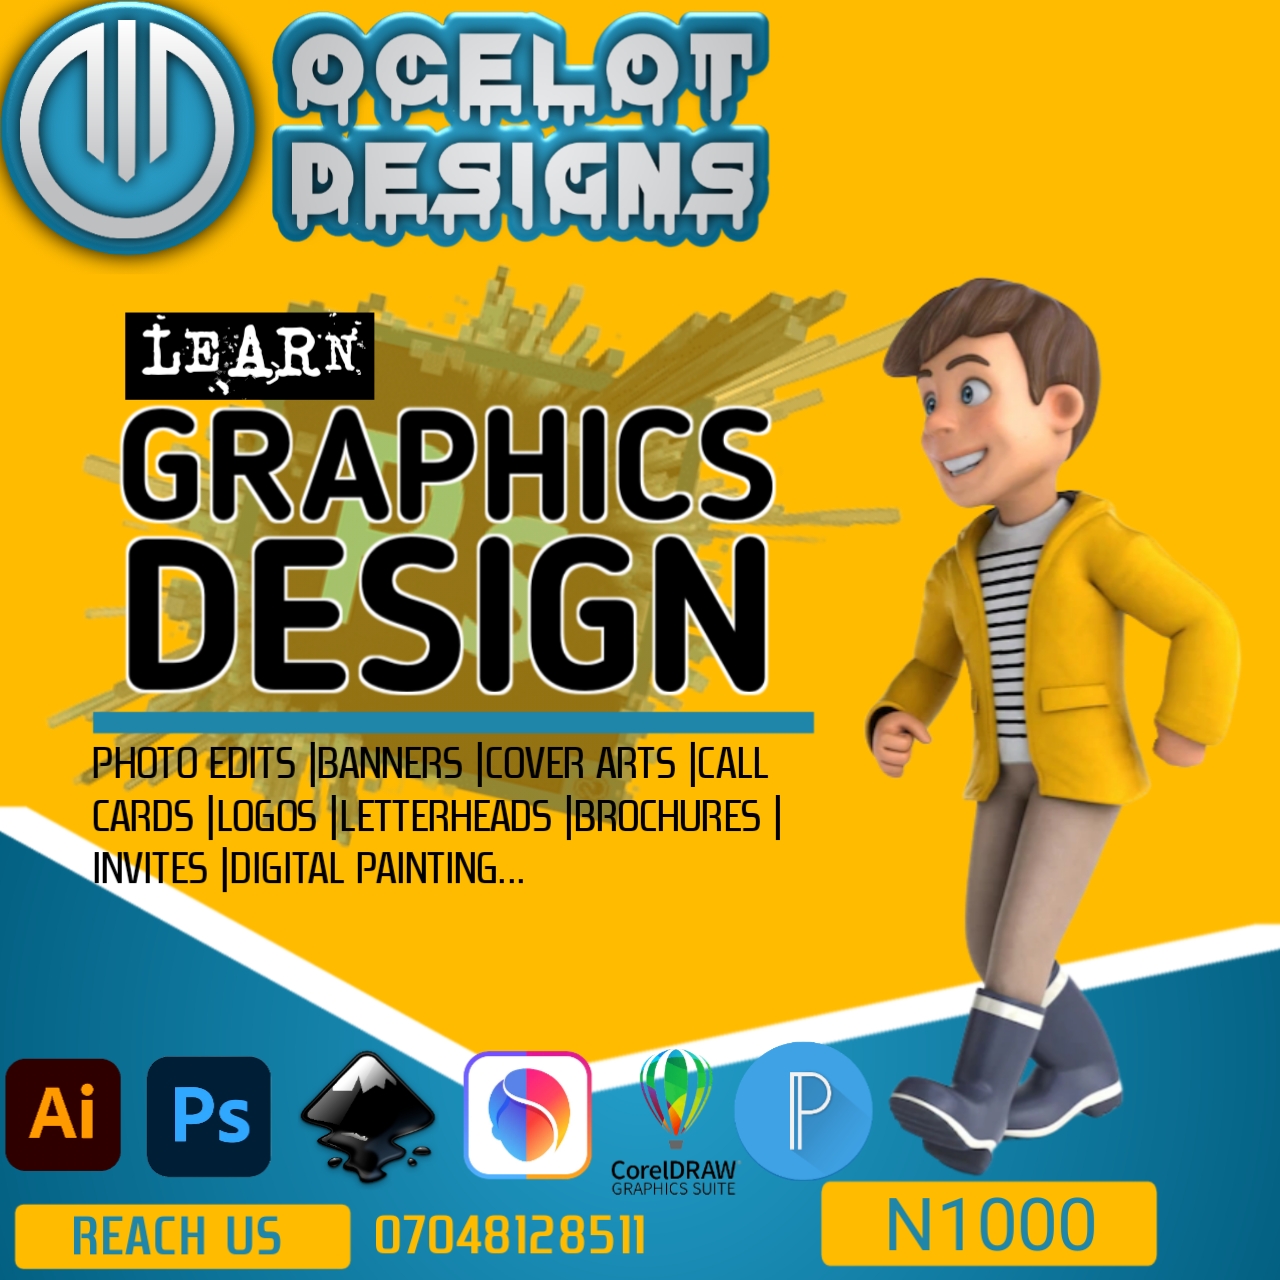 OCELOT
DESIGNS
LEARN
GRAPHICS
DESIGN
Ps
PHOTO EDITS |BANNERS |COVER ARTS |CALL
CARDS |LOGOS |LETTERHEADS |BROCHURES |
INVITES |DIGITAL PAINTING...
Ai Ps P
CorelDRAW
GRAPHICS SUITE
REACH US 07048128511 N1000